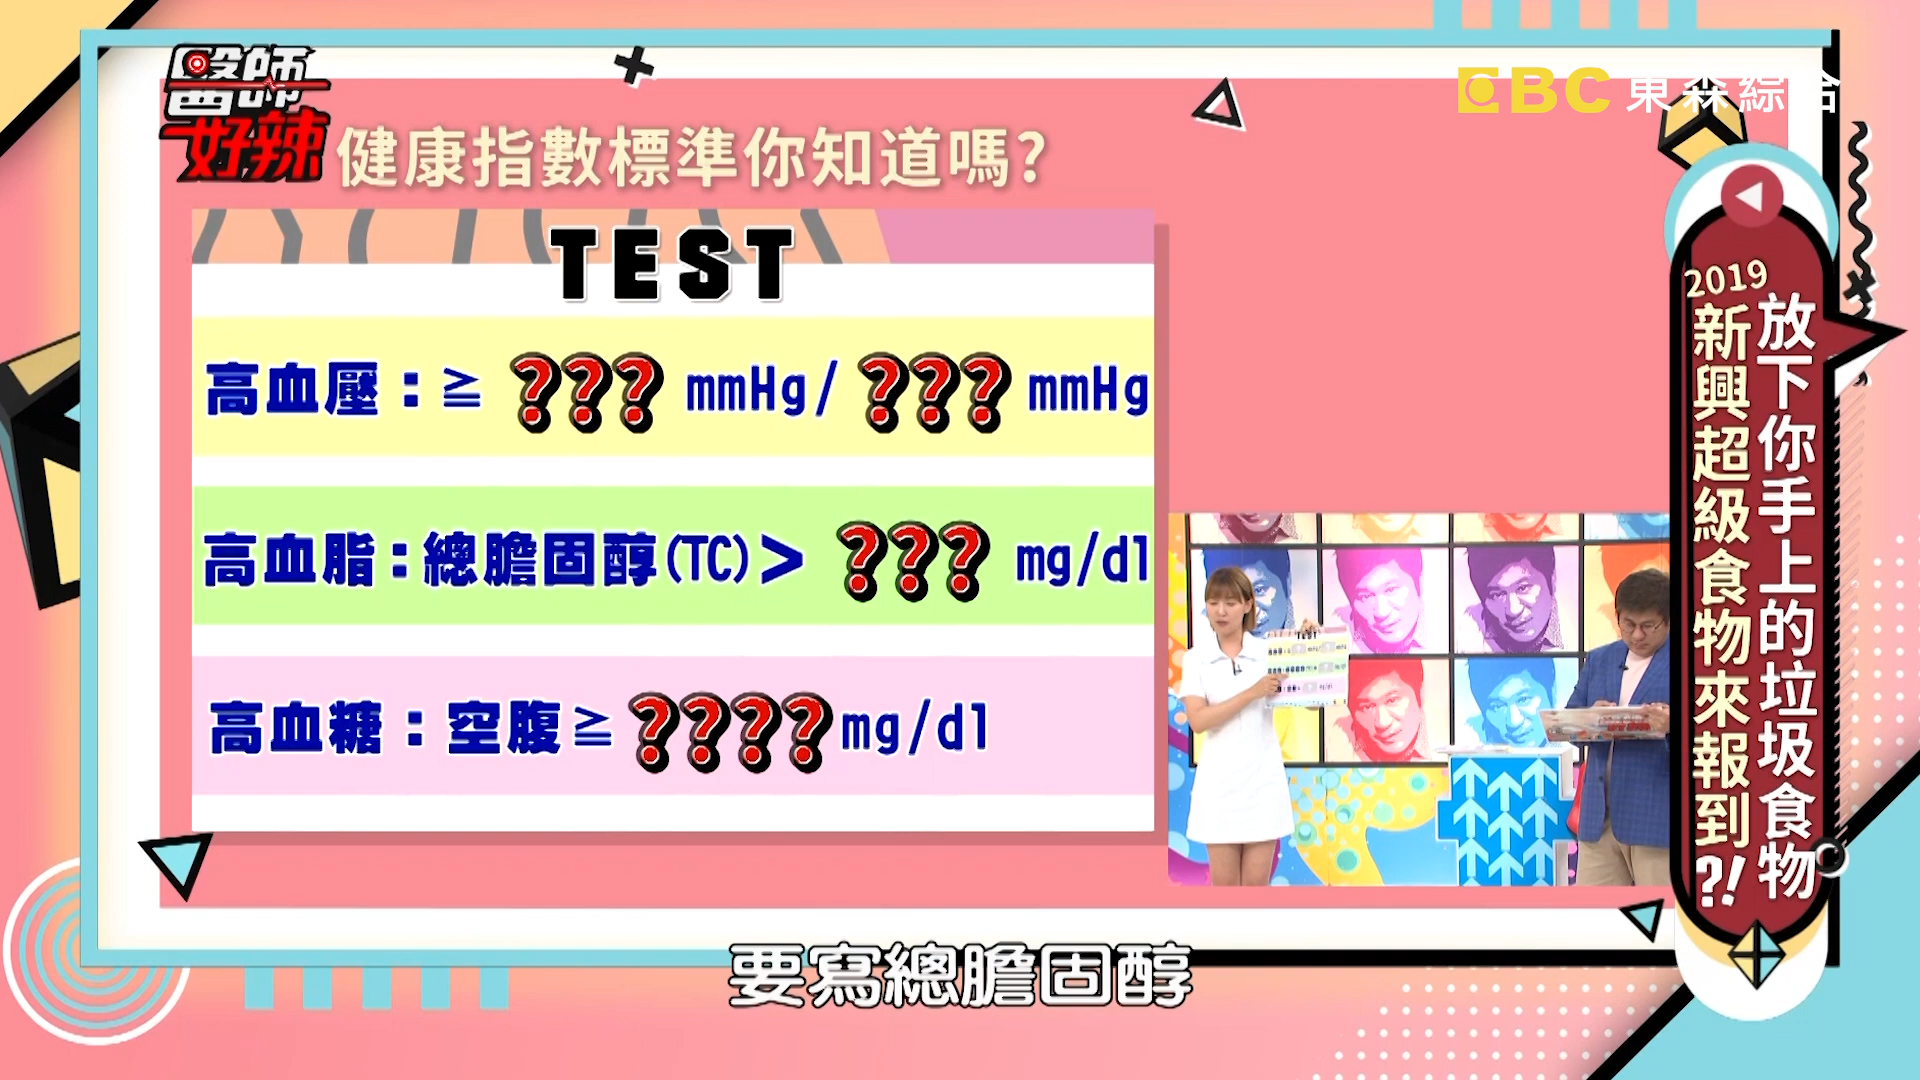 醫師
好辣
EBC 東森綜合
健康指數標準你知道嗎?
TEST
高血壓：≧ ??? mmHg/ ??? mmHg
高血脂：總膽固醇(TC)> ??? mg/dl
高血糖：空腹≧????mg/dl
放下你手上的垃圾食物
2019
新興超級食物來報到?!
TEST
要寫總膽固醇